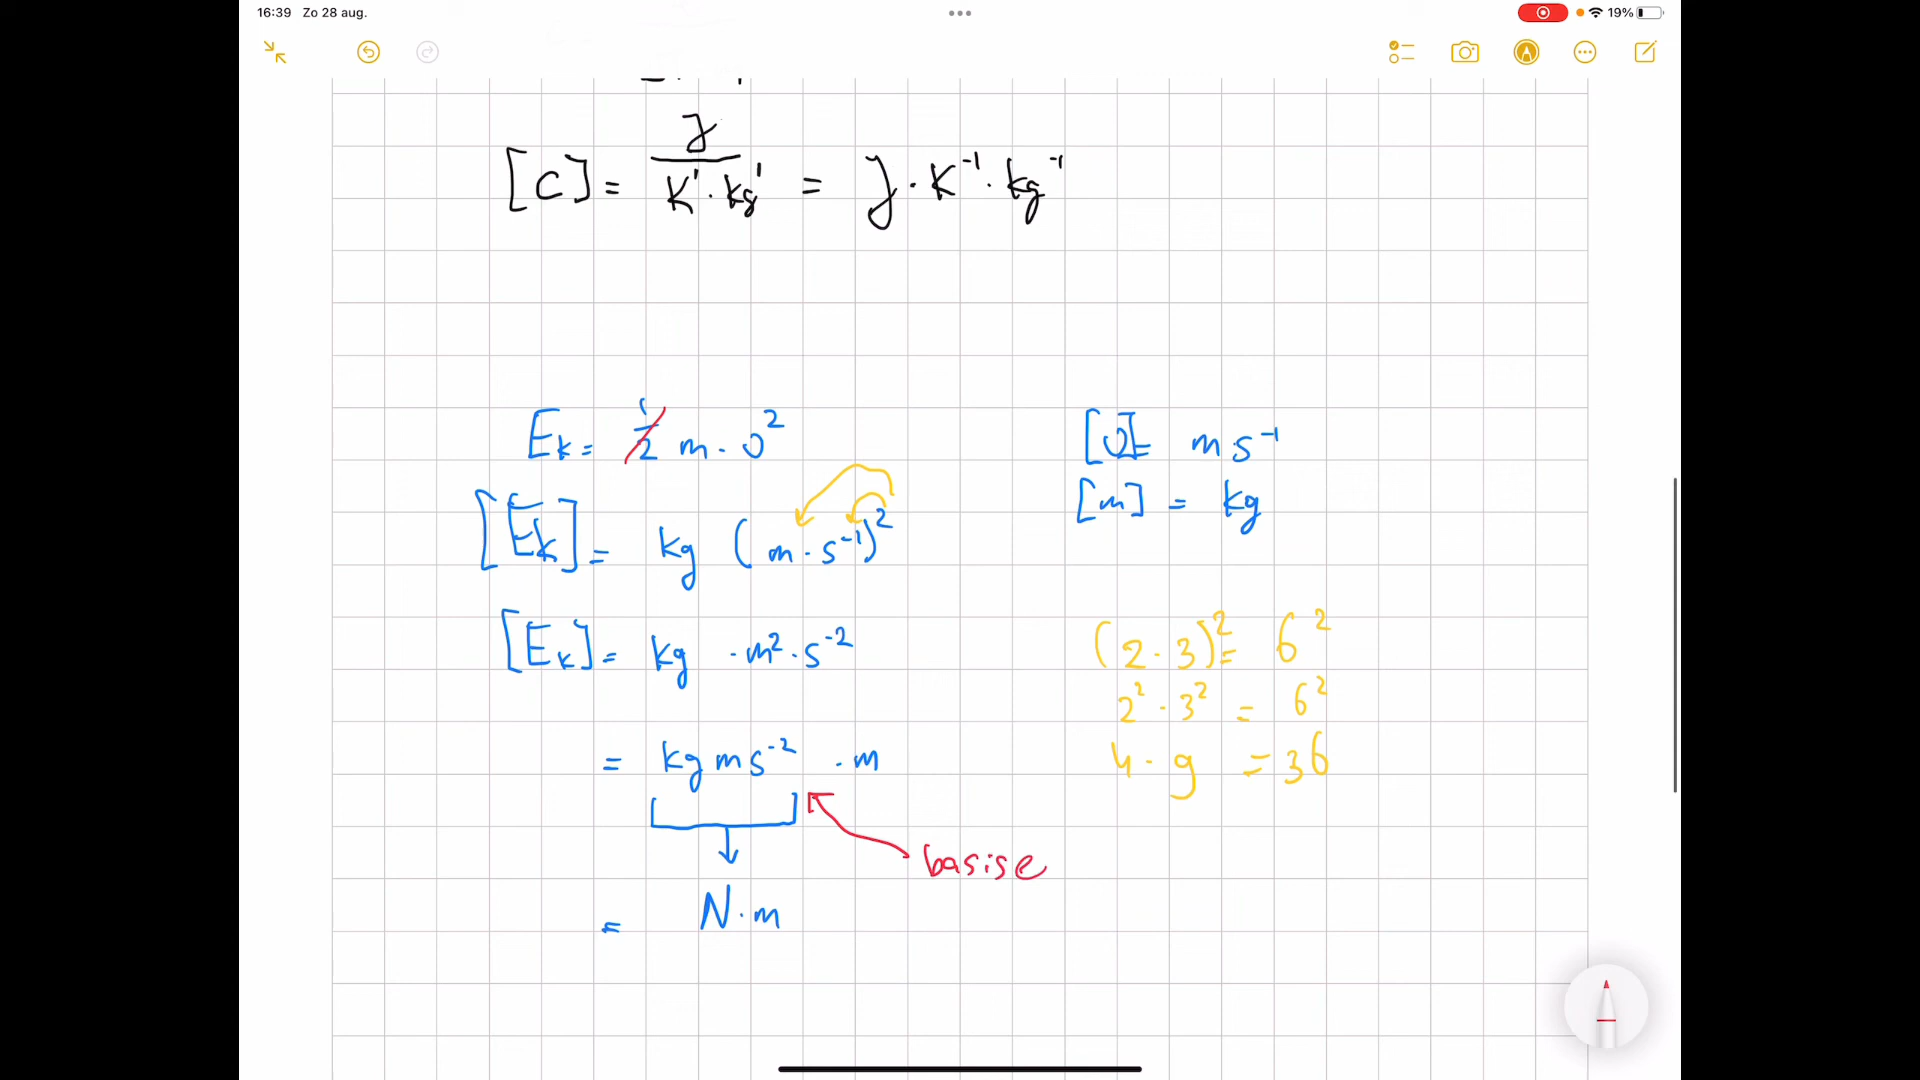 16:39 Zo 28 aug. 19%
[C] = J / K¹ · kg¹ = J · K⁻¹ · kg⁻¹
Ek = 1/2 m · v²
[v] = m s⁻¹
[Ek] = kg (m · s⁻¹)²
[m] = kg
[Ek] = kg · m² · s⁻²
(2 · 3)² = 6²
2² · 3² = 6²
= kg m s⁻² · m
4 · 9 = 36
basise
= N · m